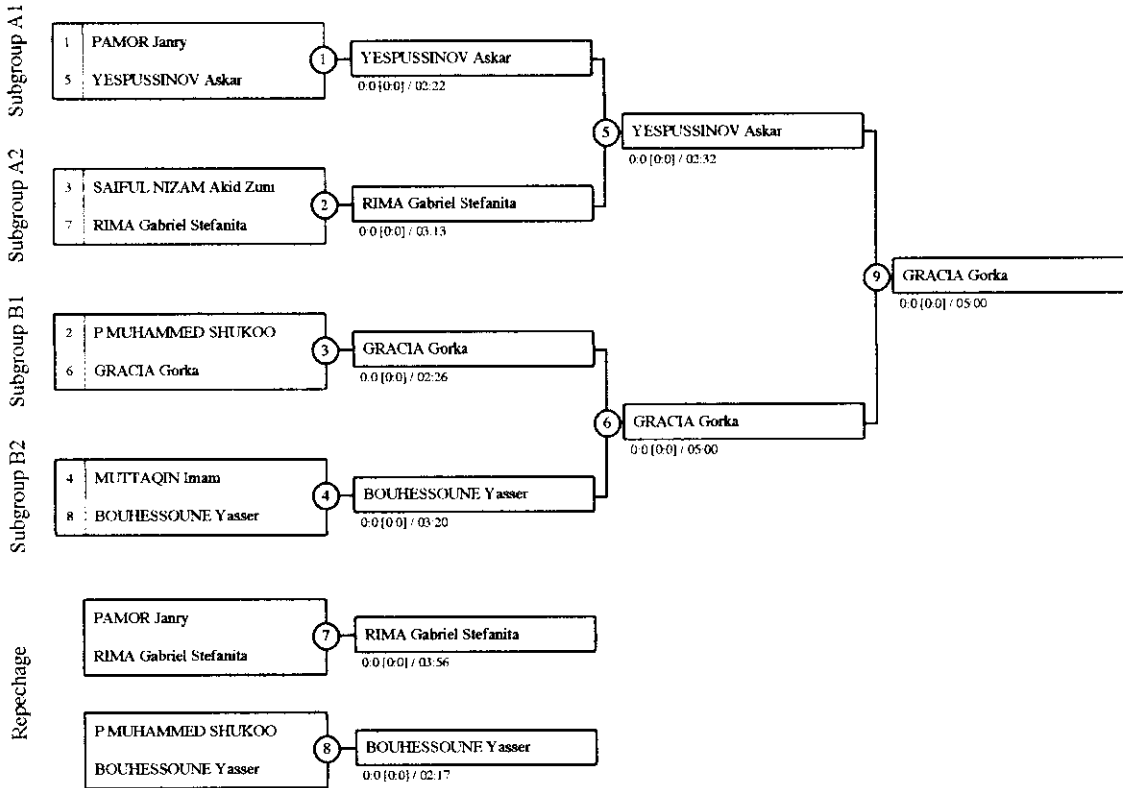 Subgroup A1
1 PAMOR Janry
5 YESPUSSINOV Askar
1
YESPUSSINOV Askar
0:0 [0:0] / 02:22
5
YESPUSSINOV Askar
0:0 [0:0] / 02:32
Subgroup A2
3 SAIFUL NIZAM Akid Zum
7 RIMA Gabriel Stefanita
2
RIMA Gabriel Stefanita
0:0 [0:0] / 03:13
9
GRACIA Gorka
0:0 [0:0] / 05:00
Subgroup B1
2 P MUHAMMED SHUKOO
6 GRACIA Gorka
3
GRACIA Gorka
0:0 [0:0] / 02:26
6
GRACIA Gorka
0:0 [0:0] / 05:00
Subgroup B2
4 MUTTAQIN Imam
8 BOUHESSOUNE Yasser
4
BOUHESSOUNE Yasser
0:0 [0:0] / 03:20
Repechage
PAMOR Janry
RIMA Gabriel Stefanita
7
RIMA Gabriel Stefanita
0:0 [0:0] / 03:56
P MUHAMMED SHUKOO
BOUHESSOUNE Yasser
8
BOUHESSOUNE Yasser
0:0 [0:0] / 02:17